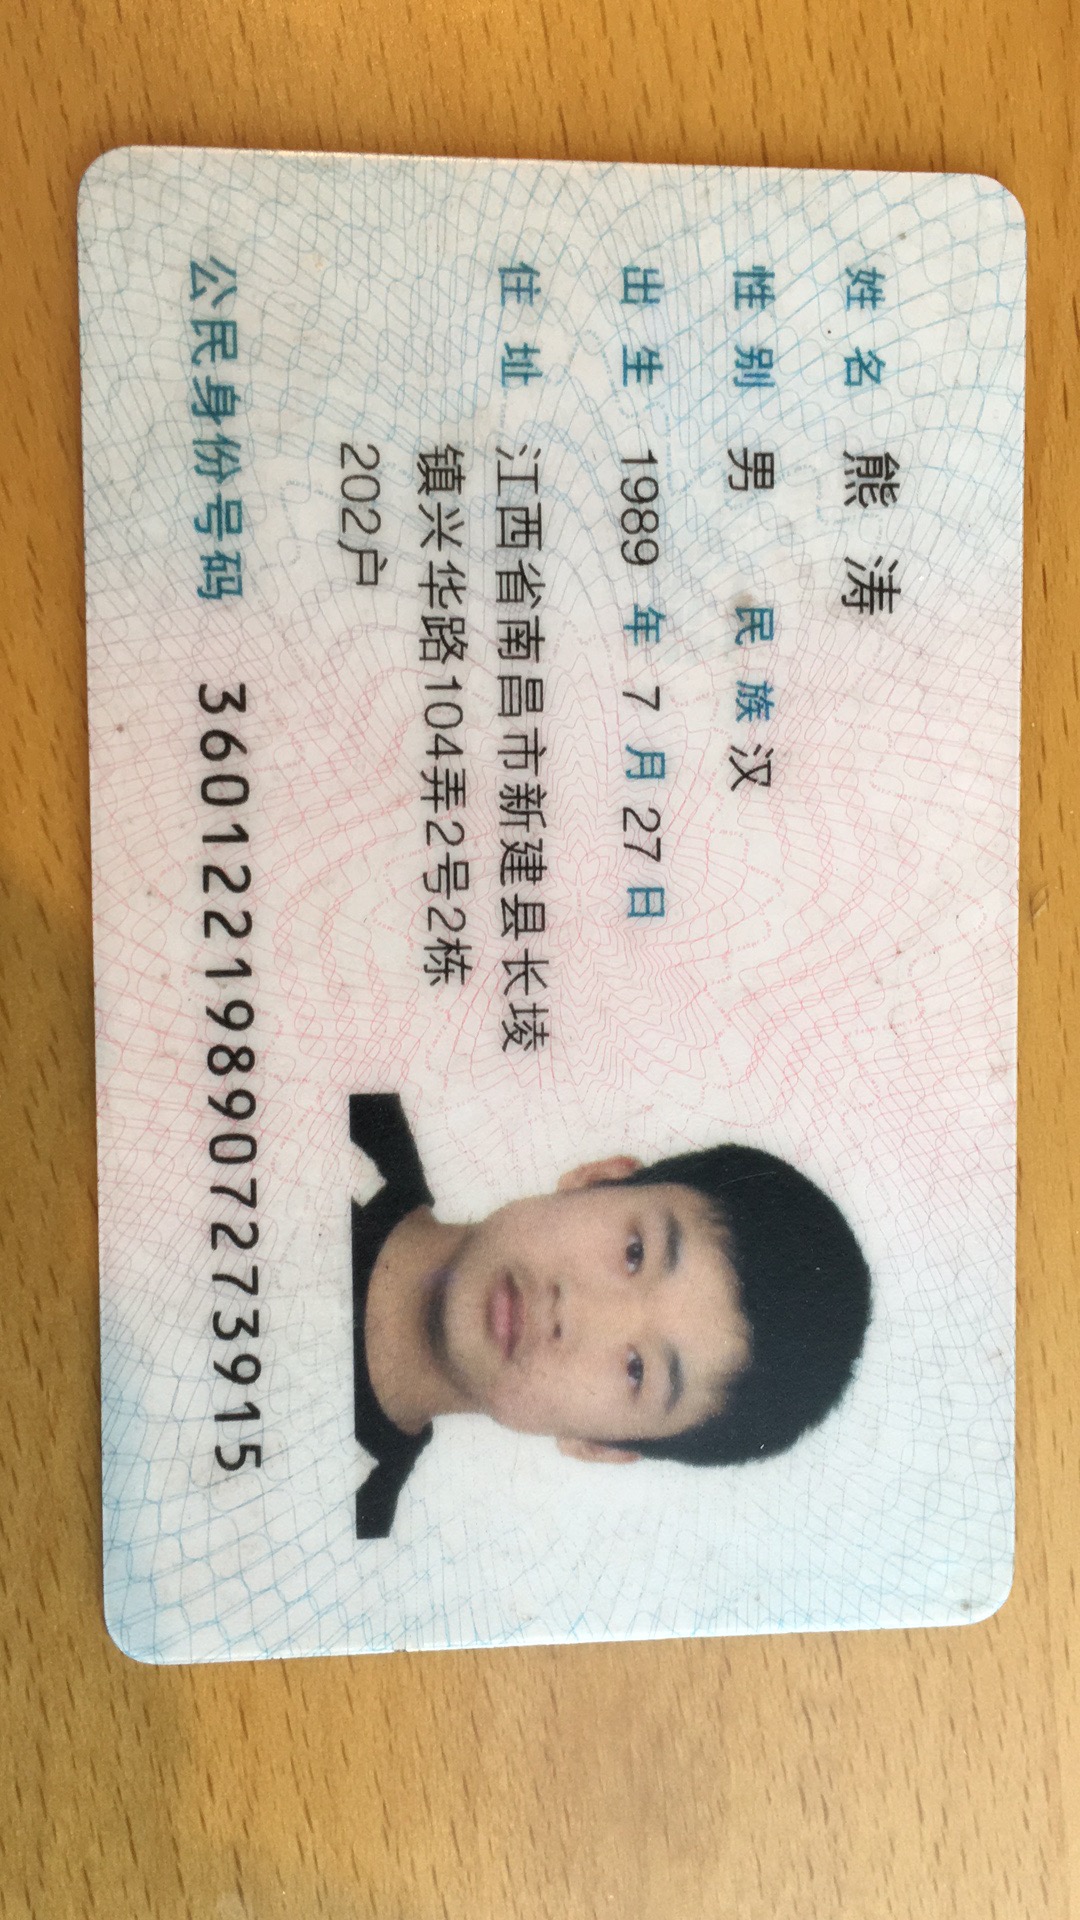 姓名 熊涛
性别 男 民族 汉
出生 1989 年 7 月 27 日
住址 江西省南昌市新建县长堎
镇兴华路104弄2号2栋
202户
公民身份号码 360122198907273915